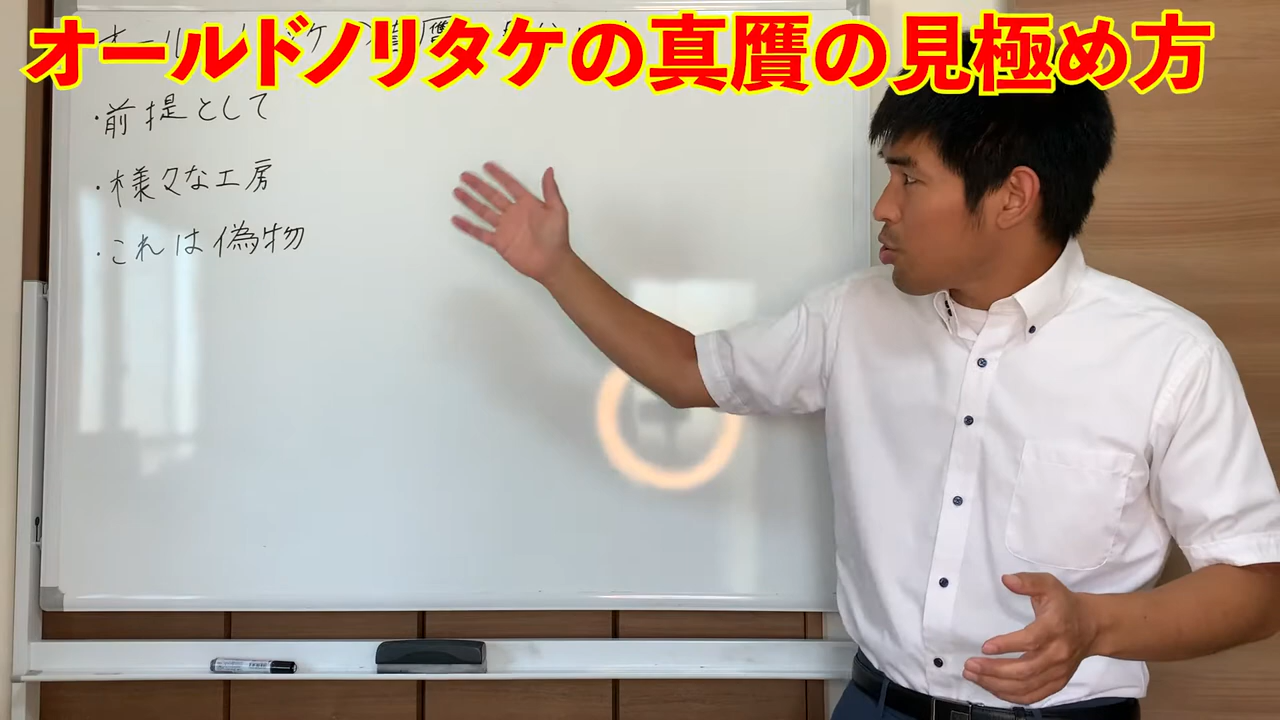 オールドノリタケの真贋の見極め方
・前提として
・様々な工房
・これは偽物